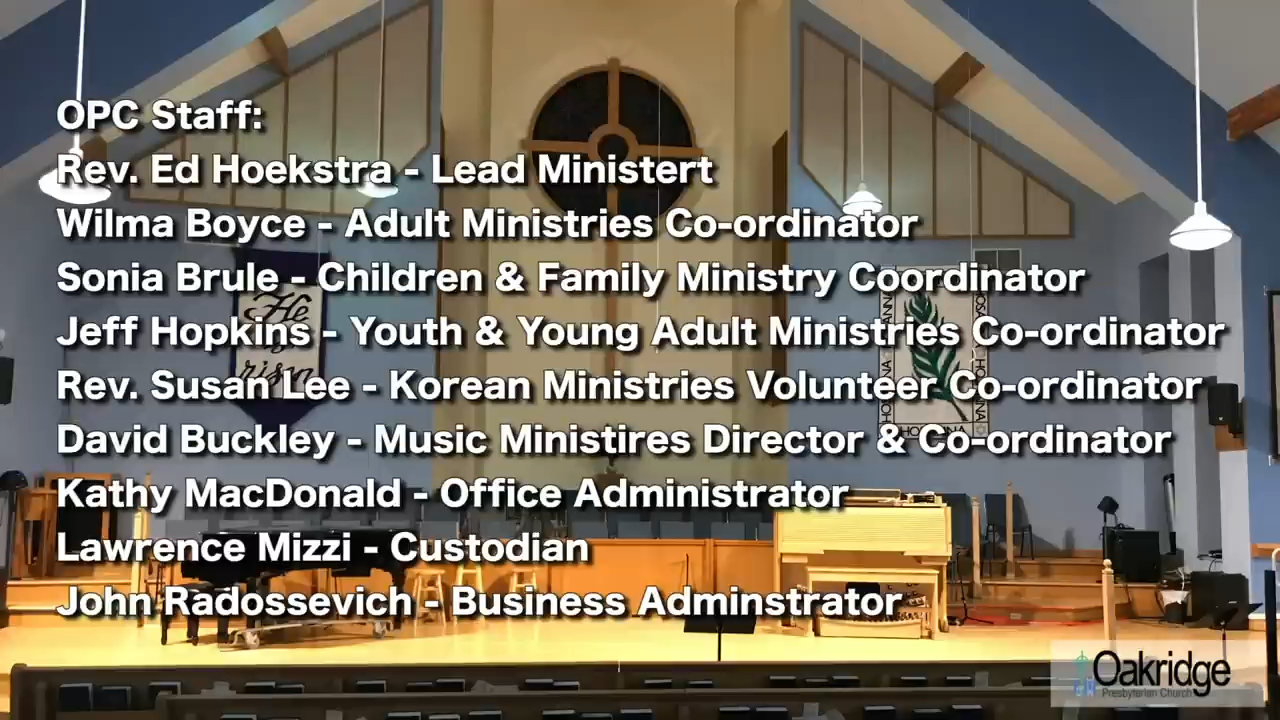 OPC Staff:
Rev. Ed Hoekstra - Lead Ministert
Wilma Boyce - Adult Ministries Co-ordinator
Sonia Brule - Children & Family Ministry Coordinator
Jeff Hopkins - Youth & Young Adult Ministries Co-ordinator
Rev. Susan Lee - Korean Ministries Volunteer Co-ordinator
David Buckley - Music Ministires Director & Co-ordinator
Kathy MacDonald - Office Administrator
Lawrence Mizzi - Custodian
John Radossevich - Business Adminstrator
He
risen
Oakridge
Presbyterian Church